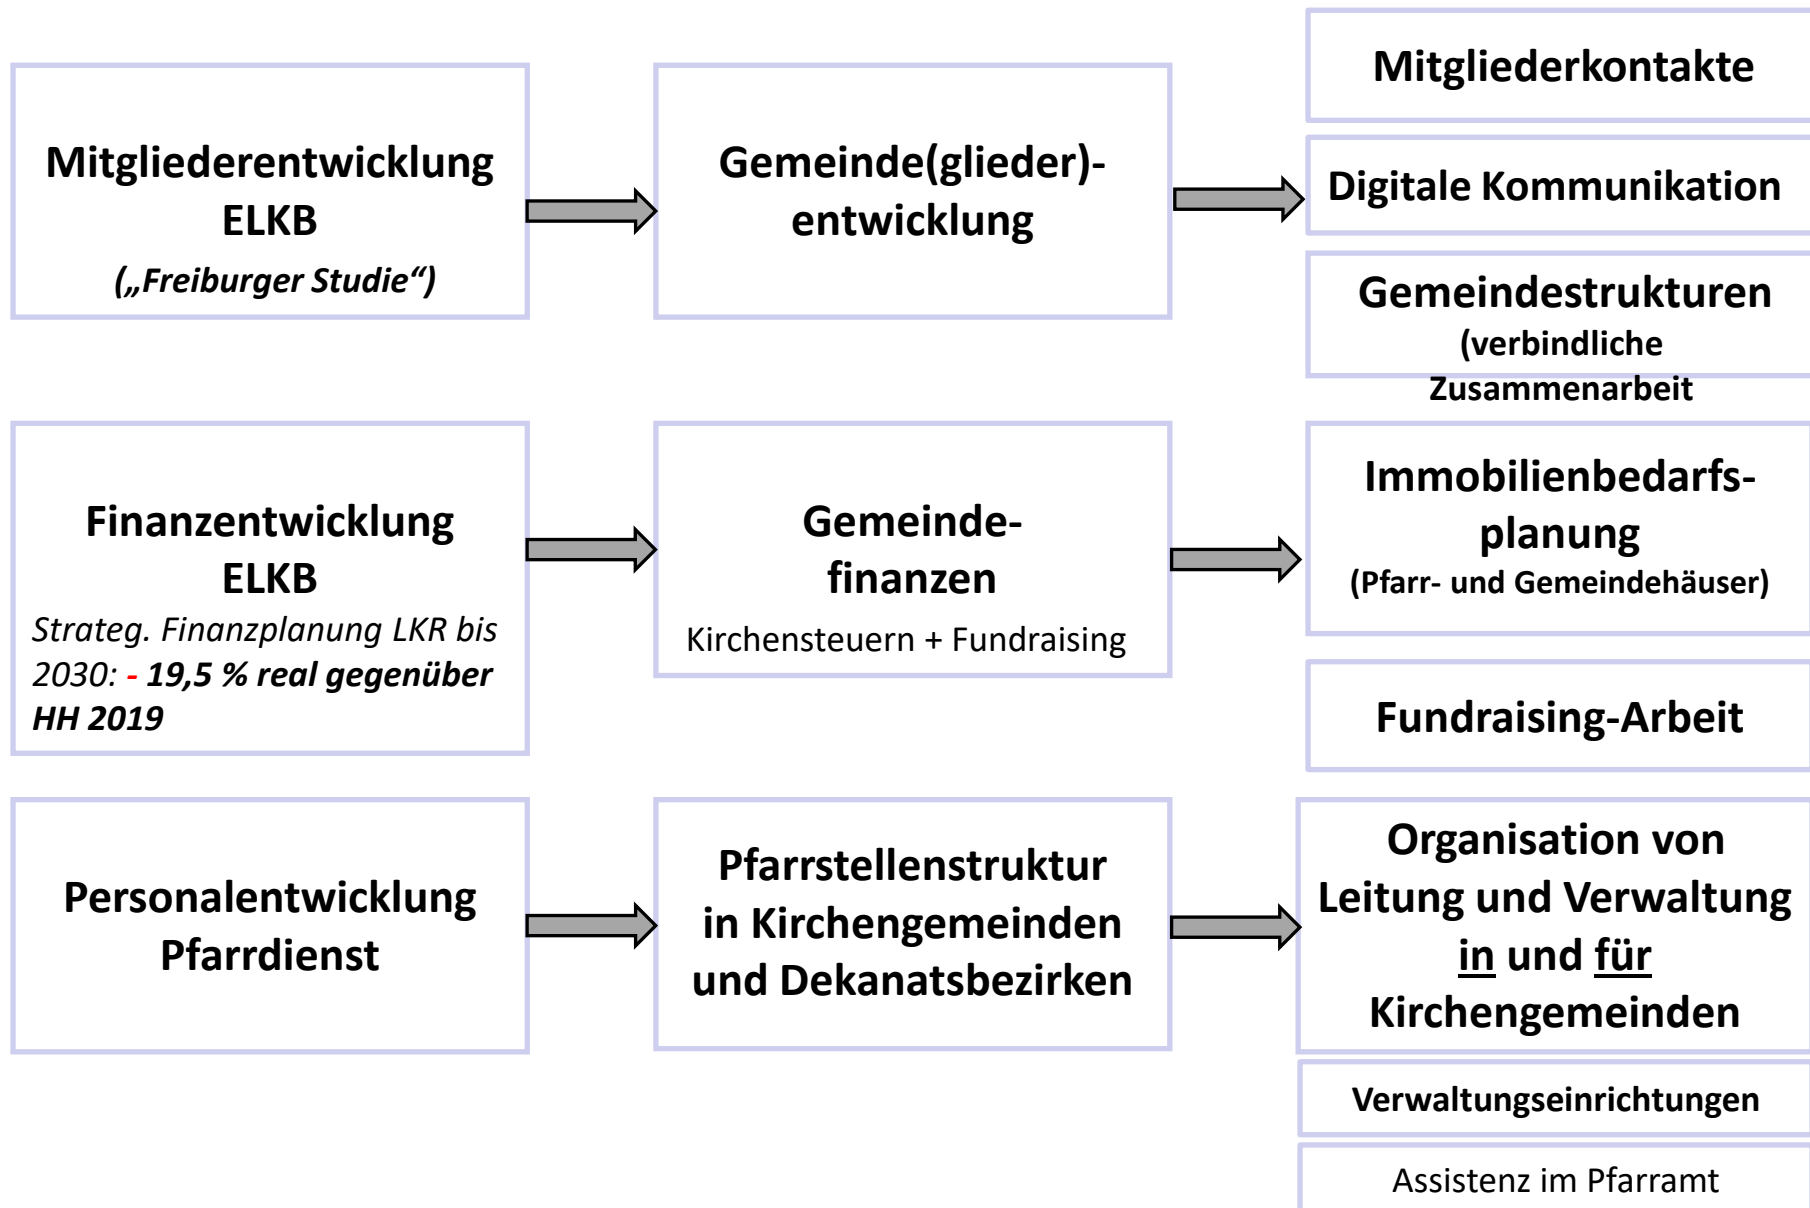 Mitgliederentwicklung
ELKB
(„Freiburger Studie“)
Gemeinde(glieder)-
entwicklung
Mitgliederkontakte
Digitale Kommunikation
Gemeindestrukturen
(verbindliche
Zusammenarbeit
Finanzentwicklung
ELKB
Strateg. Finanzplanung LKR bis
2030: - 19,5 % real gegenüber
HH 2019
Gemeinde-
finanzen
Kirchensteuern + Fundraising
Immobilienbedarfs-
planung
(Pfarr- und Gemeindehäuser)
Fundraising-Arbeit
Personalentwicklung
Pfarrdienst
Pfarrstellenstruktur
in Kirchengemeinden
und Dekanatsbezirken
Organisation von
Leitung und Verwaltung
in und für
Kirchengemeinden
Verwaltungseinrichtungen
Assistenz im Pfarramt